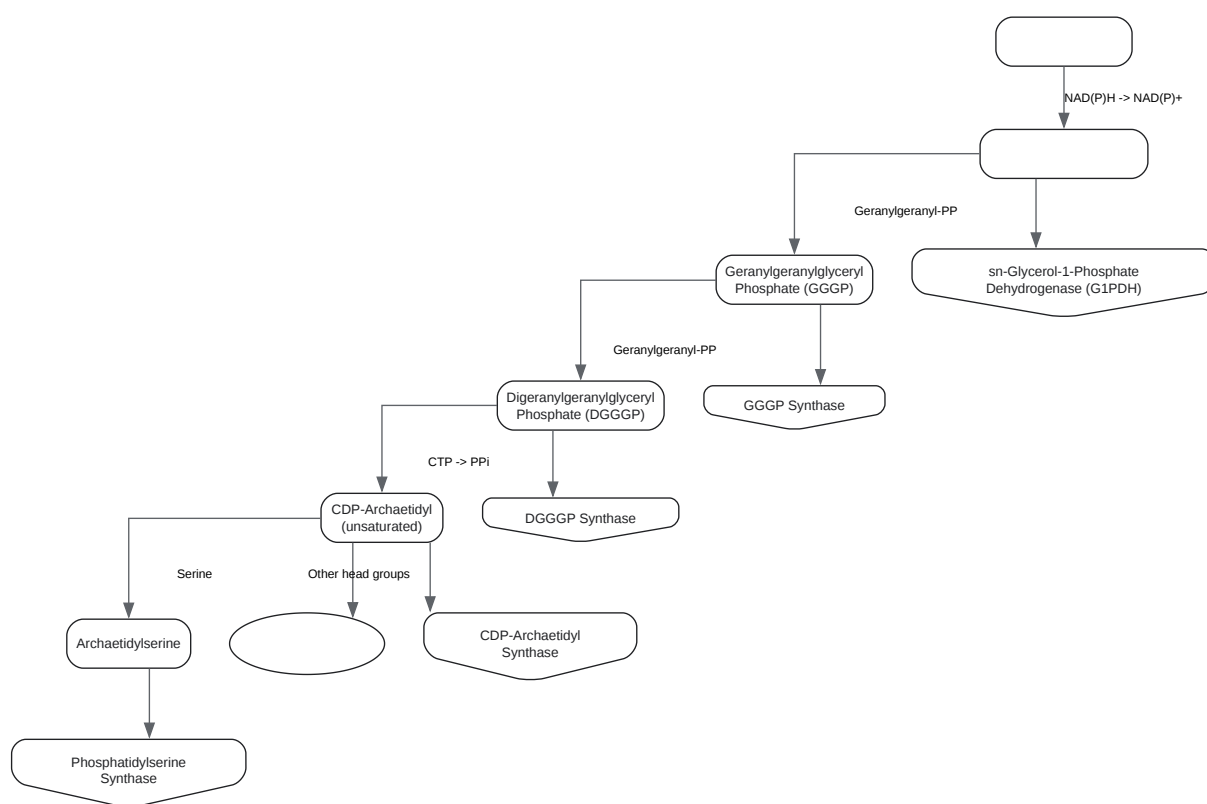 NAD(P)H -> NAD(P)+
Geranylgeranyl-PP
Geranylgeranylglyceryl
Phosphate (GGGP)
sn-Glycerol-1-Phosphate
Dehydrogenase (G1PDH)
Geranylgeranyl-PP
Digeranylgeranylglyceryl
Phosphate (DGGGP)
GGGP Synthase
CTP -> PPi
CDP-Archaetidyl
(unsaturated)
DGGGP Synthase
Serine
Other head groups
Archaetidylserine
CDP-Archaetidyl
Synthase
Phosphatidylserine
Synthase